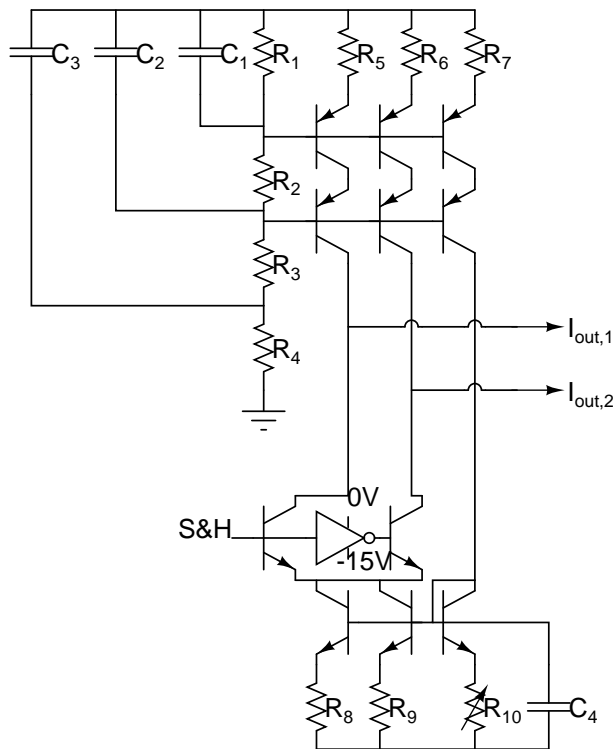 C3 C2 C1 R1 R5 R6 R7
R2
R3
R4
Iout,1
Iout,2
0V
S&H
-15V
R8 R9 R10 C4